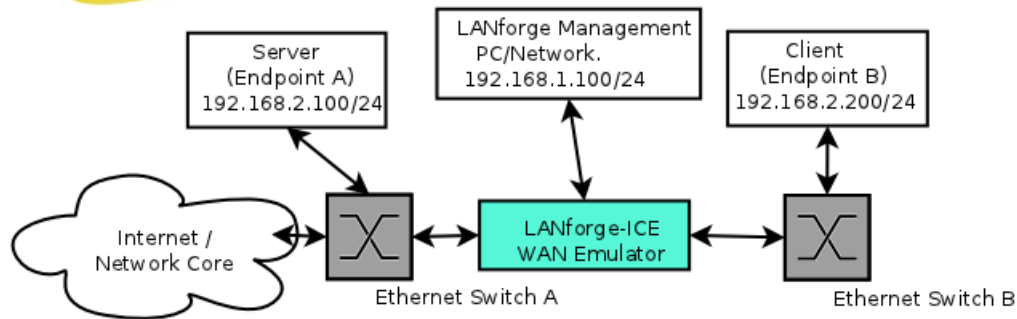 Server
(Endpoint A)
192.168.2.100/24
LANforge Management
PC/Network.
192.168.1.100/24
Client
(Endpoint B)
192.168.2.200/24
Internet /
Network Core
LANforge-ICE
WAN Emulator
Ethernet Switch A
Ethernet Switch B